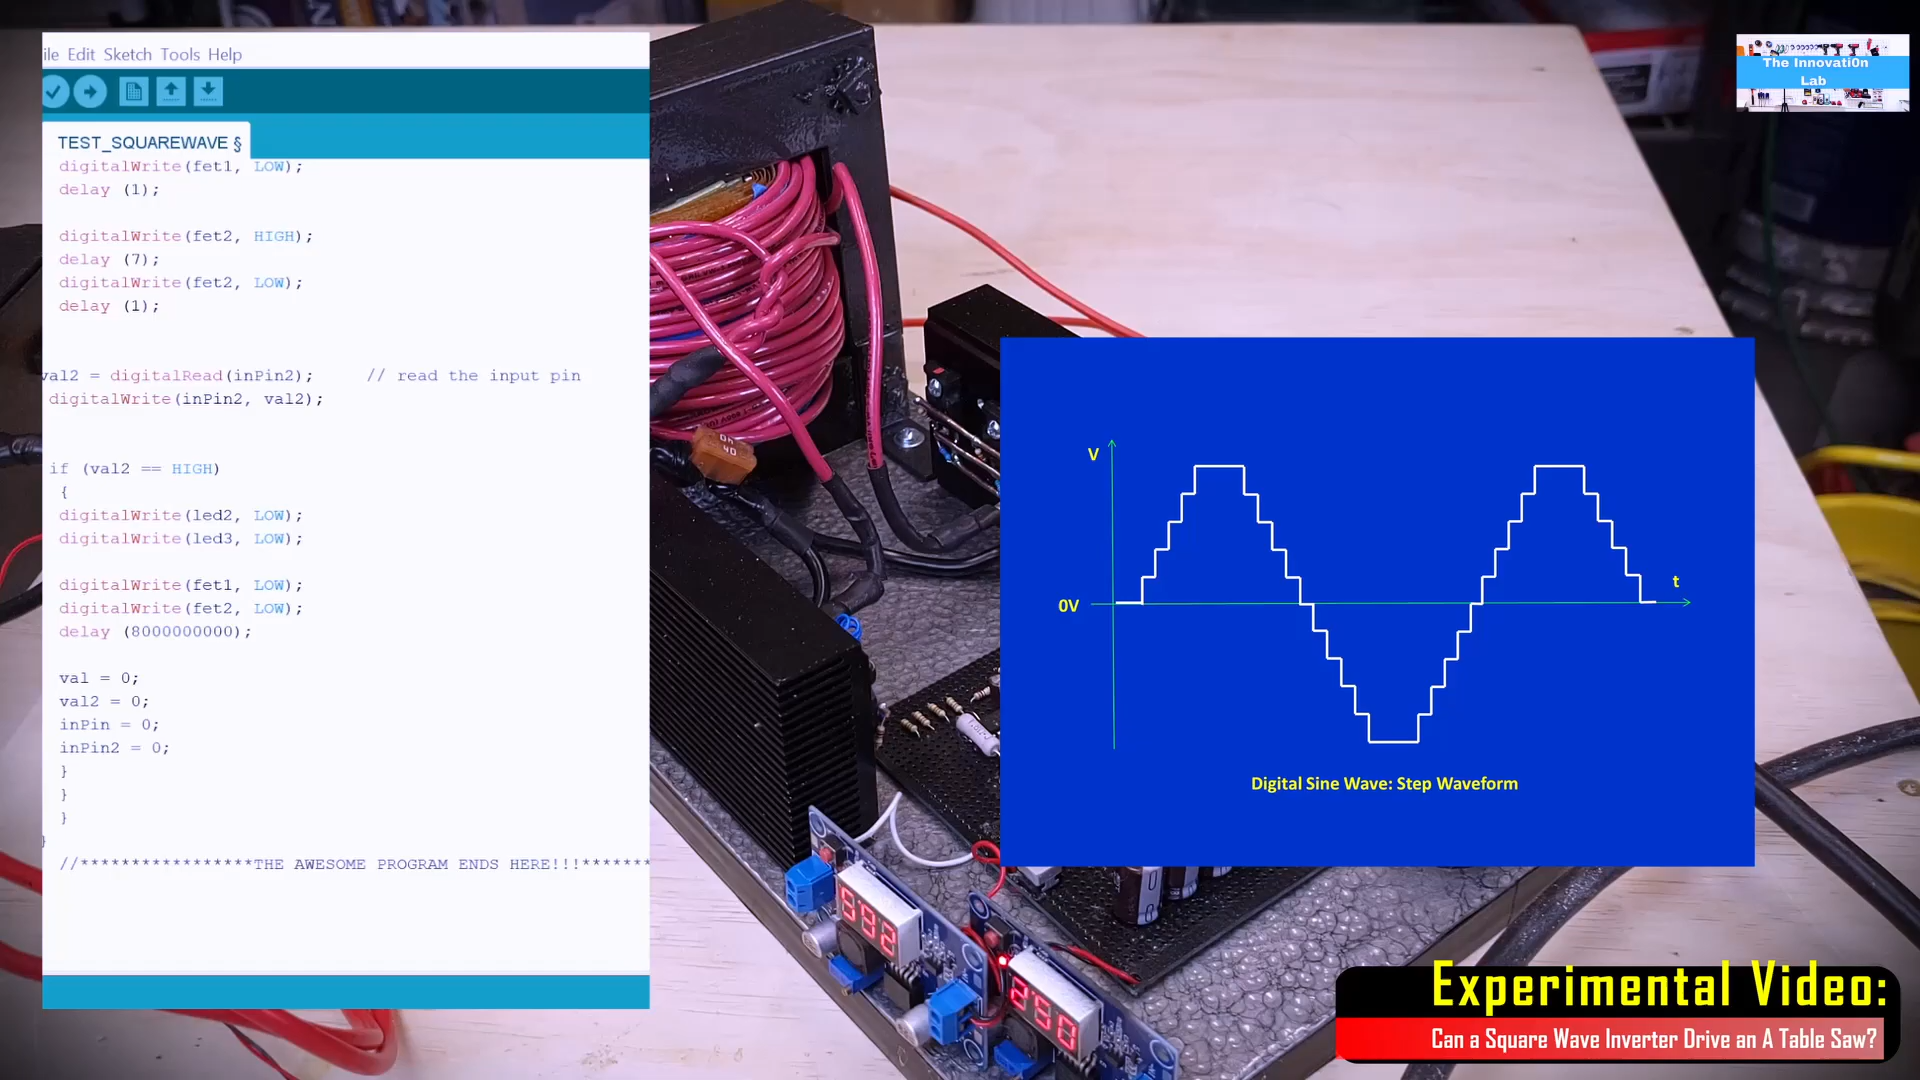 ile Edit Sketch Tools Help
TEST_SQUAREWAVE §
digitalWrite(fet1, LOW);
delay (1);
digitalWrite(fet2, HIGH);
delay (7);
digitalWrite(fet2, LOW);
delay (1);
val2 = digitalRead(inPin2); // read the input pin
digitalWrite(inPin2, val2);
if (val2 == HIGH)
{
digitalWrite(led2, LOW);
digitalWrite(led3, LOW);
digitalWrite(fet1, LOW);
digitalWrite(fet2, LOW);
delay (8000000000);
val = 0;
val2 = 0;
inPin = 0;
inPin2 = 0;
}
}
}
}
//*****************THE AWESOME PROGRAM ENDS HERE!!!*******
The Innovati0n
Lab
V
0V
t
Digital Sine Wave: Step Waveform
Experimental Video:
Can a Square Wave Inverter Drive an A Table Saw?